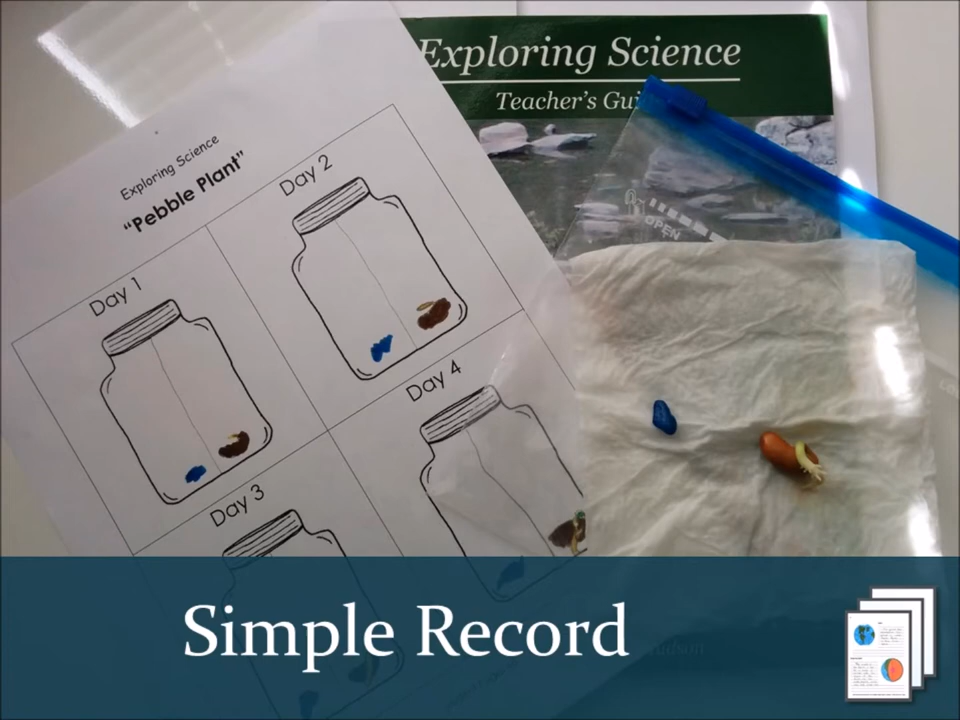 Exploring Science
Teacher's Gui
OPEN
Exploring Science
"Pebble Plant"
Day 1
Day 2
Day 3
Day 4
Simple Record